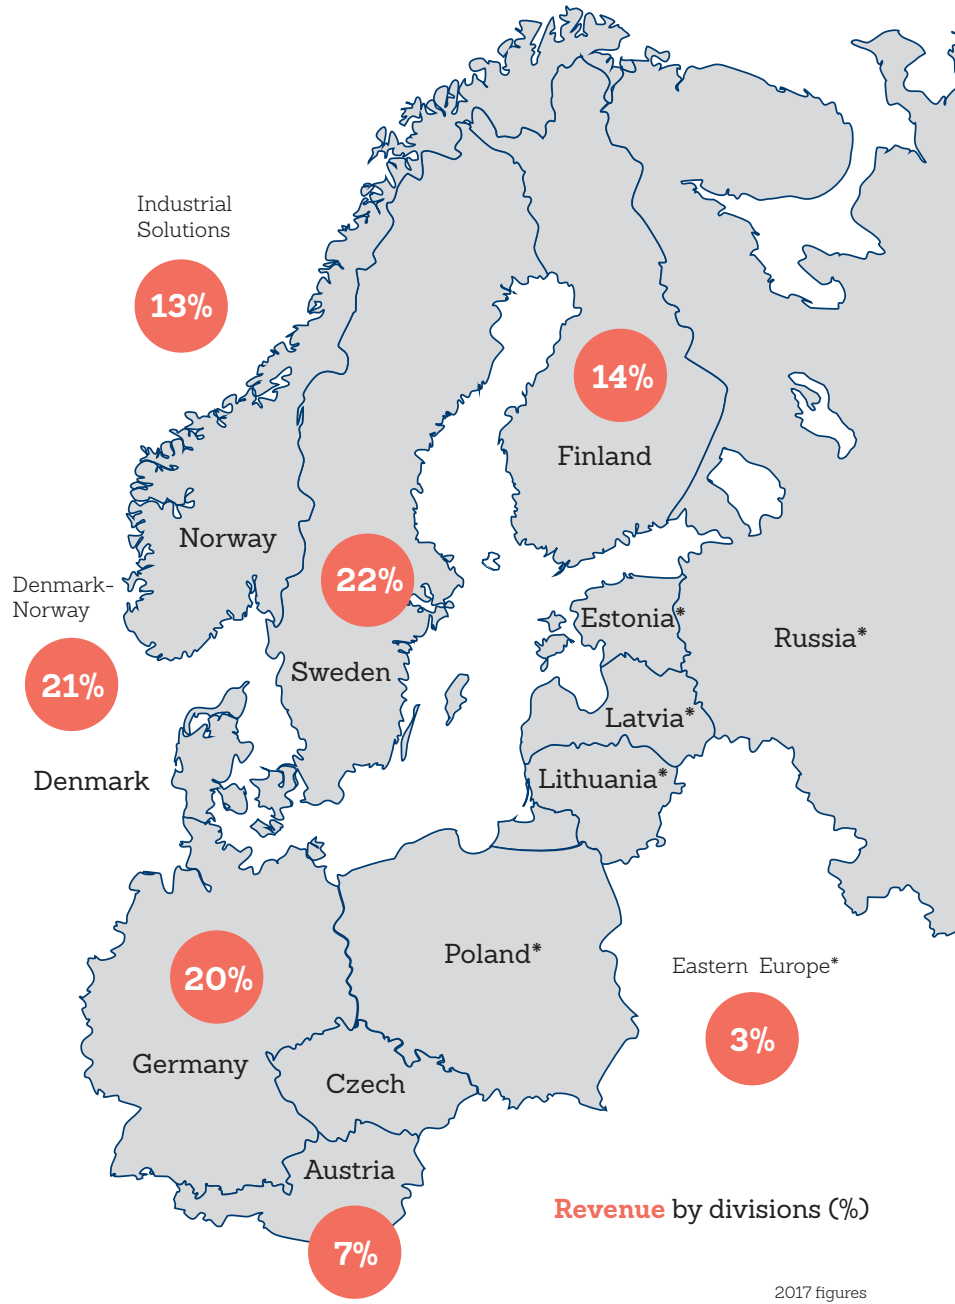 Industrial
Solutions
13%
14%
Finland
Norway
22%
Denmark-
Norway
Estonia*
Russia*
21%
Sweden
Latvia*
Denmark
Lithuania*
Poland*
Eastern Europe*
20%
3%
Germany
Czech
Austria
Revenue by divisions (%)
7%
2017 figures